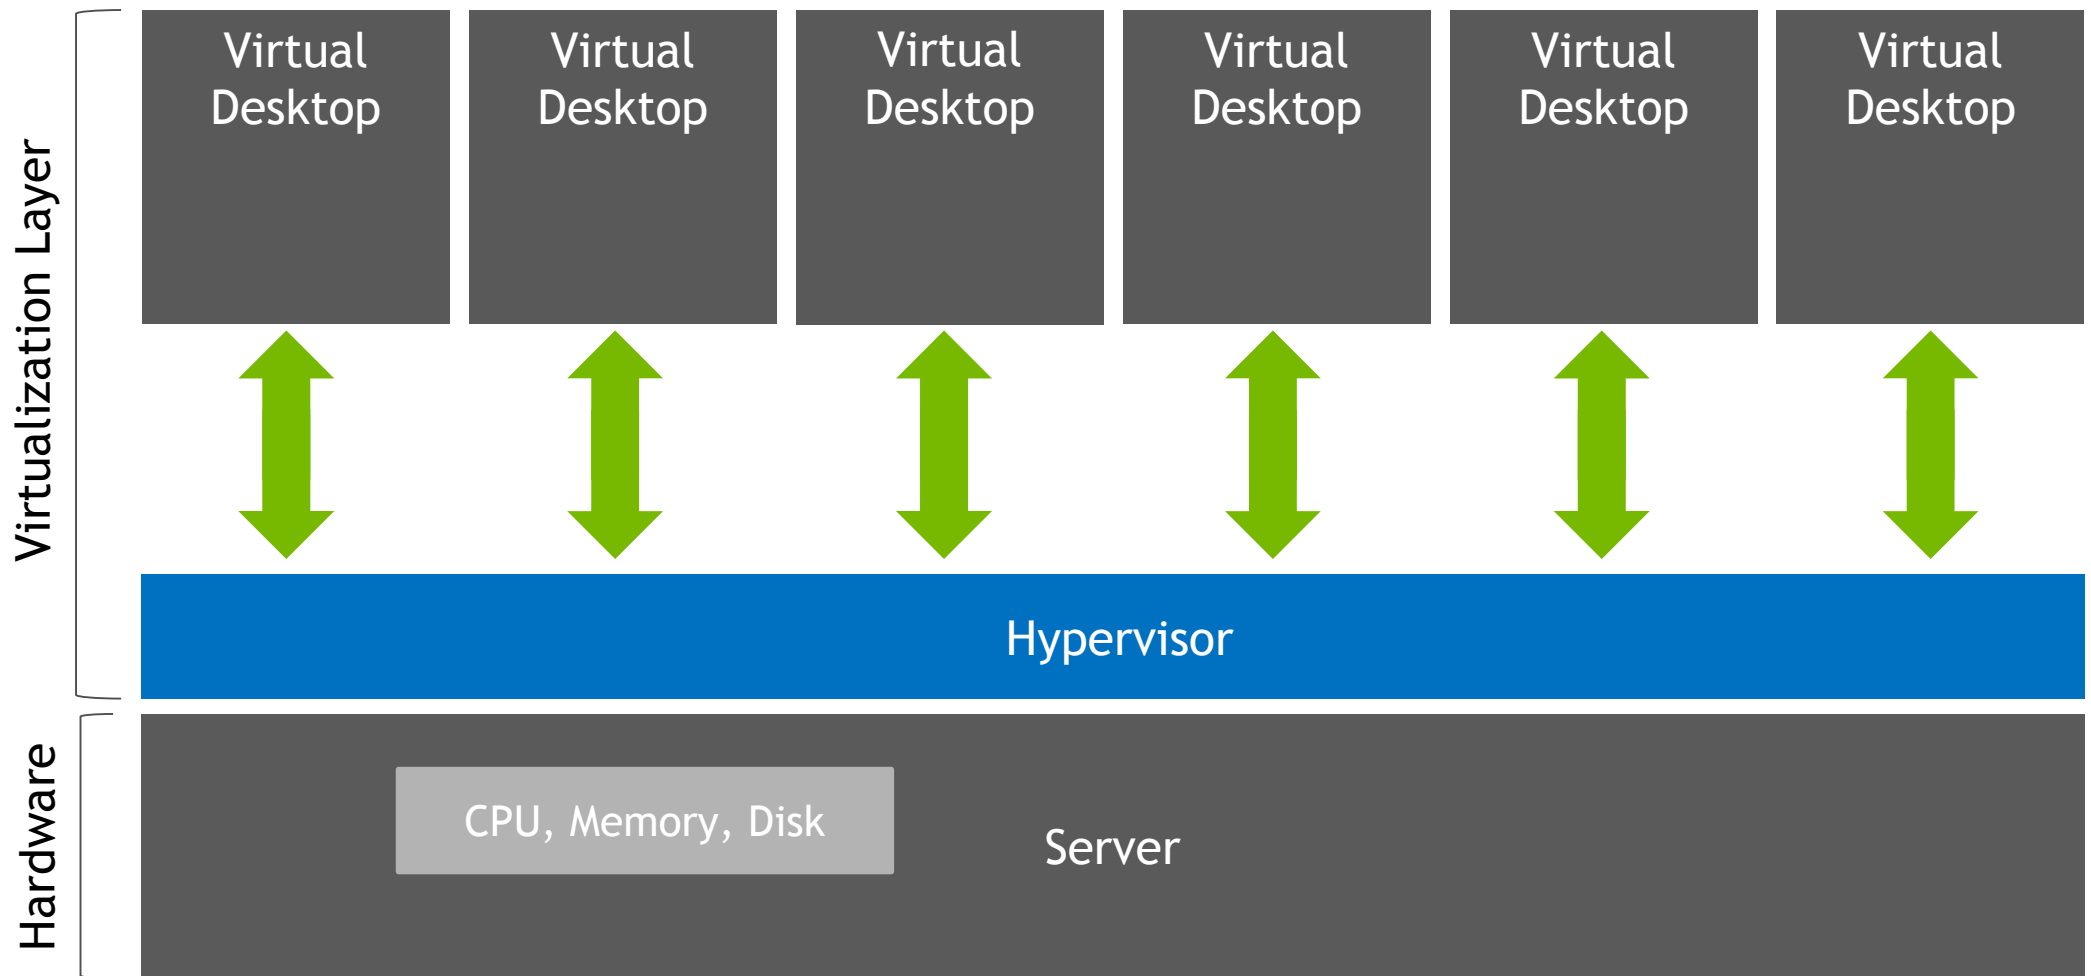 Virtualization Layer
Virtual
Desktop
Virtual
Desktop
Virtual
Desktop
Virtual
Desktop
Virtual
Desktop
Virtual
Desktop
Hypervisor
Hardware
CPU, Memory, Disk
Server